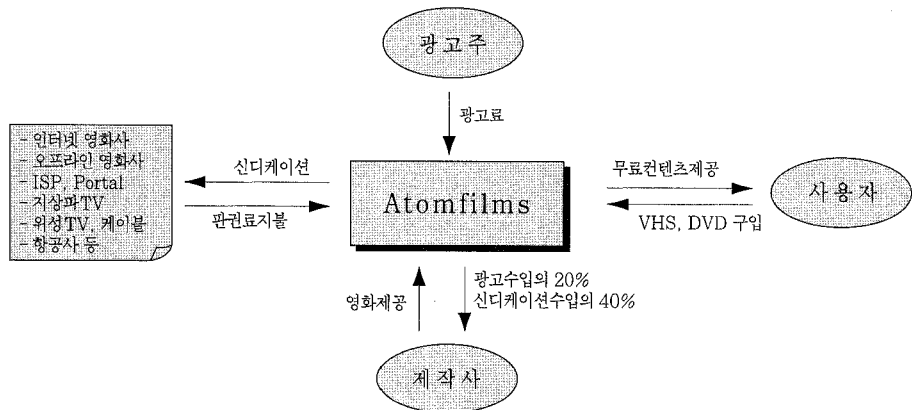 광고주
광고료
- 인터넷 영화사
- 오프라인 영화사
- ISP, Portal
- 지상파TV
- 위성TV, 케이블
- 항공사 등
신디케이션
판권료지불
Atomfilms
무료컨텐츠제공
VHS, DVD 구입
사용자
영화제공
광고수입의 20%
신디케이션수입의 40%
제작사